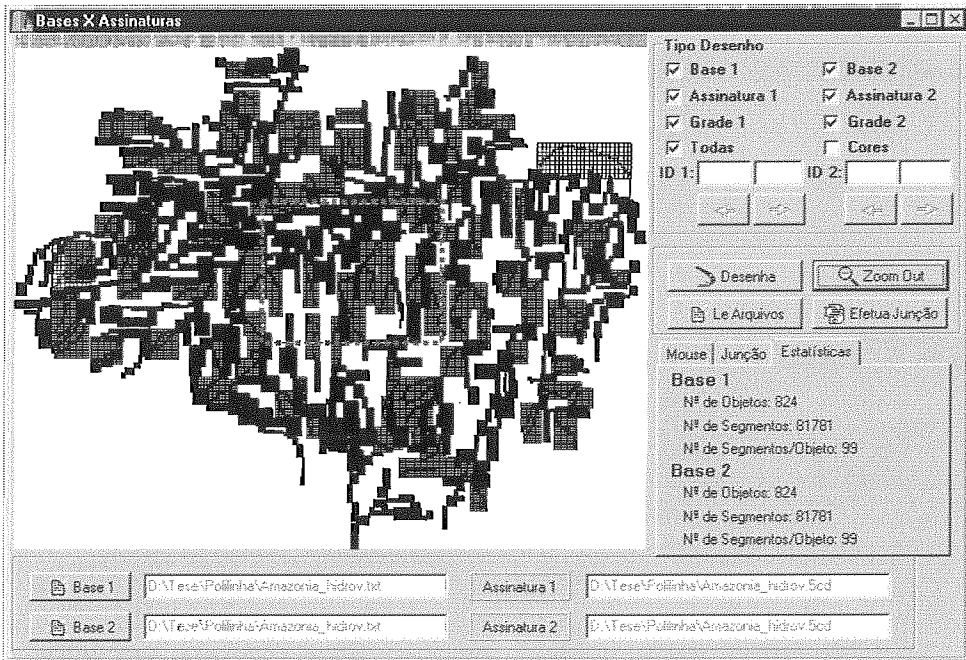 Bases X Assinaturas
Tipo Desenho
Base 1
Base 2
Assinatura 1
Assinatura 2
Grade 1
Grade 2
Todas
Cores
ID 1:
ID 2:
Desenha
Zoom Out
Le Arquivos
Efetua Junção
Mouse
Junção
Estatísticas
Base 1
Nº de Objetos: 824
Nº de Segmentos: 81781
Nº de Segmentos/Objeto: 99
Base 2
Nº de Objetos: 824
Nº de Segmentos: 81781
Nº de Segmentos/Objeto: 99
Base 1
D:\Tese\Polilinha\Amazonia_hidrov.txt
Assinatura 1
D:\Tese\Polilinha\Amazonia_hidrov.5cd
Base 2
D:\Tese\Polilinha\Amazonia_hidrov.txt
Assinatura 2
D:\Tese\Polilinha\Amazonia_hidrov.5cd